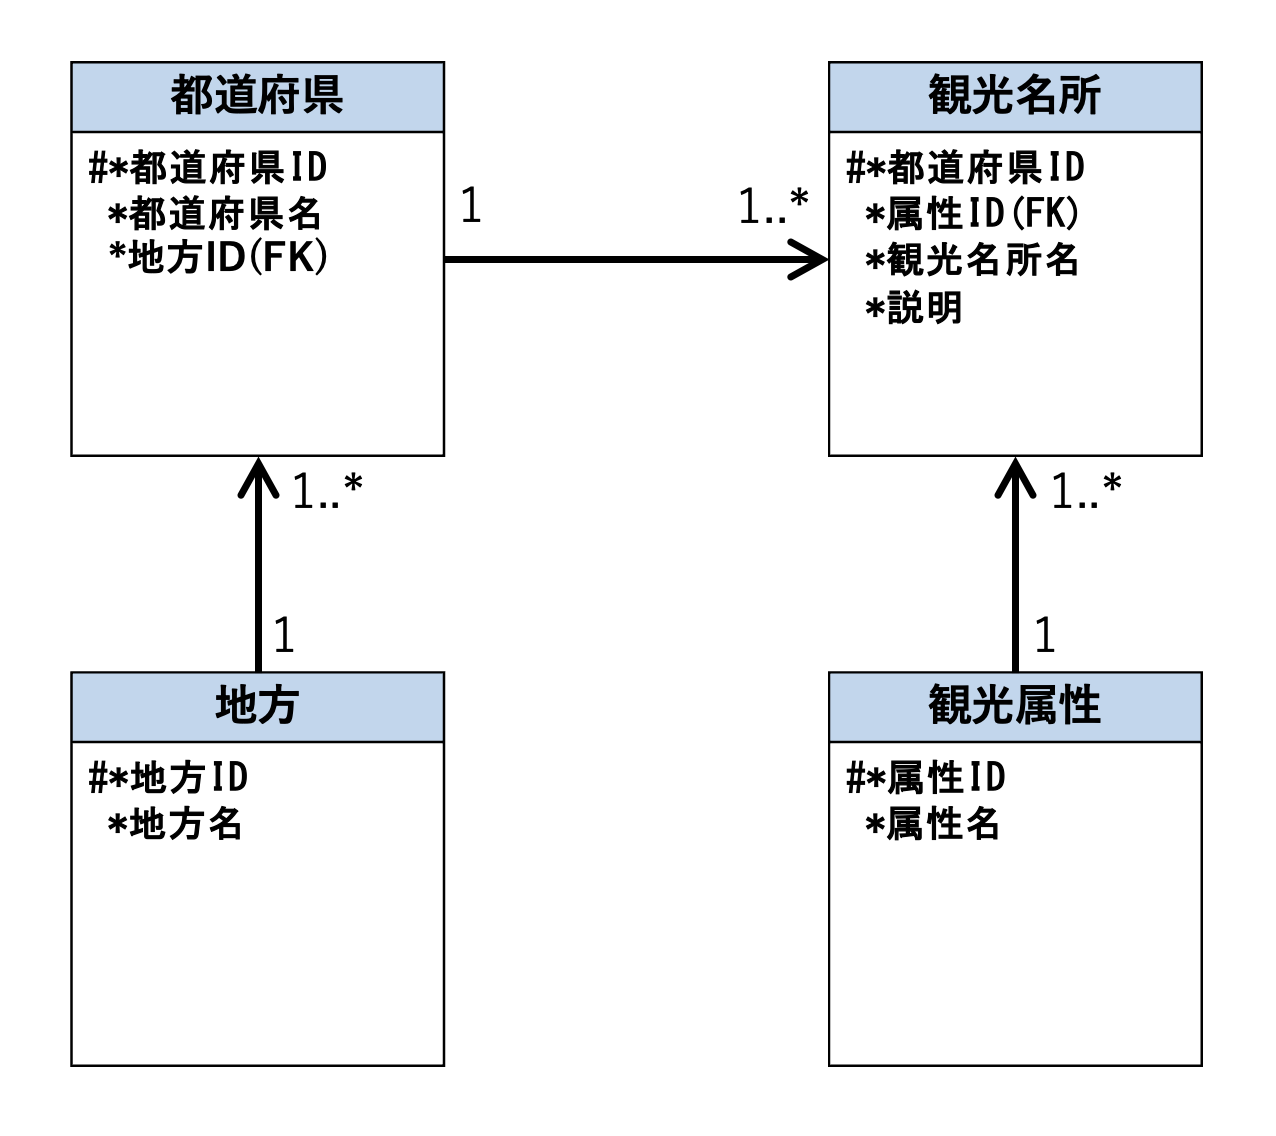 都道府県
#*都道府県ID
*都道府県名
*地方ID(FK)
1
1..*
観光名所
#*都道府県ID
*属性ID(FK)
*観光名所名
*説明
1..*
1
1..*
1
地方
#*地方ID
*地方名
観光属性
#*属性ID
*属性名